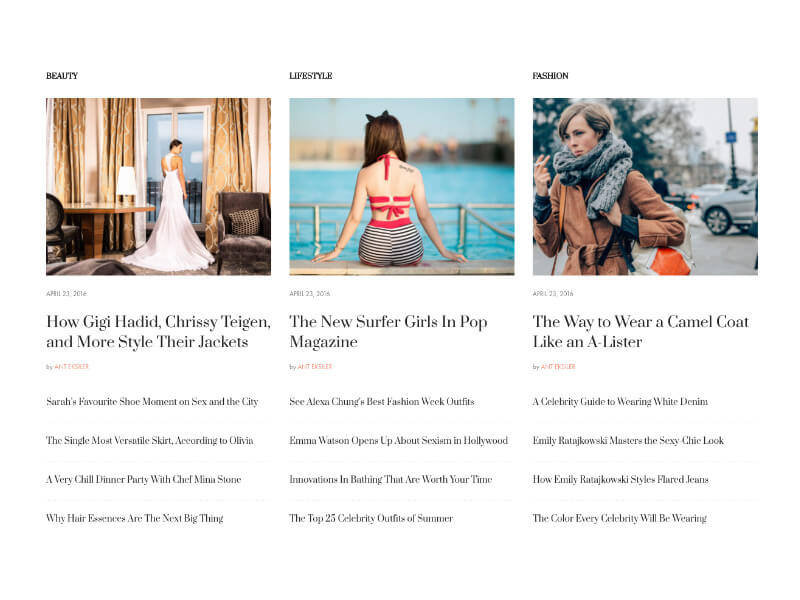 BEAUTY
APRIL 23, 2016
How Gigi Hadid, Chrissy Teigen,
and More Style Their Jackets
by ANT EKSILER
Sarah's Favourite Shoe Moment on Sex and the City
The Single Most Versatile Skirt, According to Olivia
A Very Chill Dinner Party With Chef Mina Stone
Why Hair Essences Are The Next Big Thing
LIFESTYLE
APRIL 23, 2016
The New Surfer Girls In Pop
Magazine
by ANT EKSILER
See Alexa Chung's Best Fashion Week Outfits
Emma Watson Opens Up About Sexism in Hollywood
Innovations In Bathing That Are Worth Your Time
The Top 25 Celebrity Outfits of Summer
FASHION
APRIL 23, 2016
The Way to Wear a Camel Coat
Like an A-Lister
by ANT EKSILER
A Celebrity Guide to Wearing White Denim
Emily Ratajkowski Masters the Sexy-Chic Look
How Emily Ratajkowski Styles Flared Jeans
The Color Every Celebrity Will Be Wearing